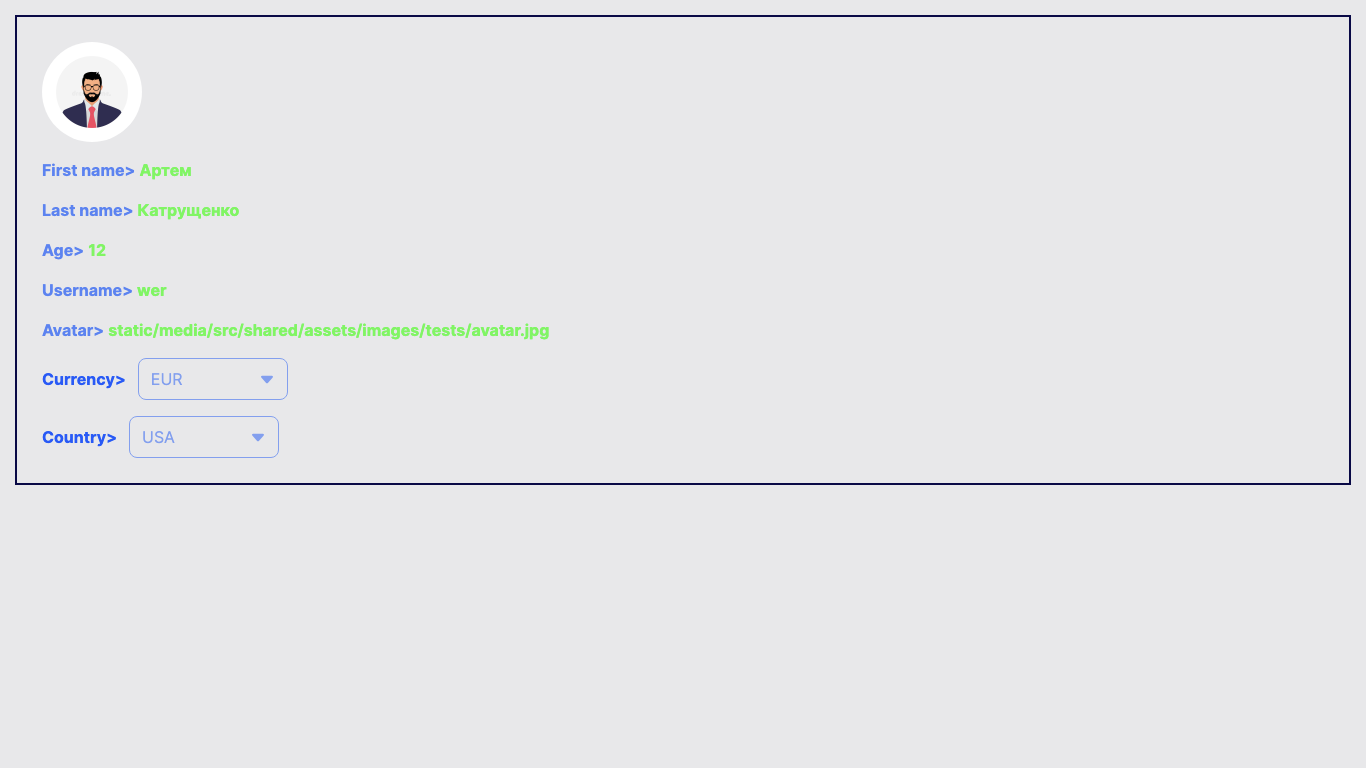 First name> Артем
Last name> Катрущенко
Age> 12
Username> wer
Avatar> static/media/src/shared/assets/images/tests/avatar.jpg
Currency> EUR
Country> USA